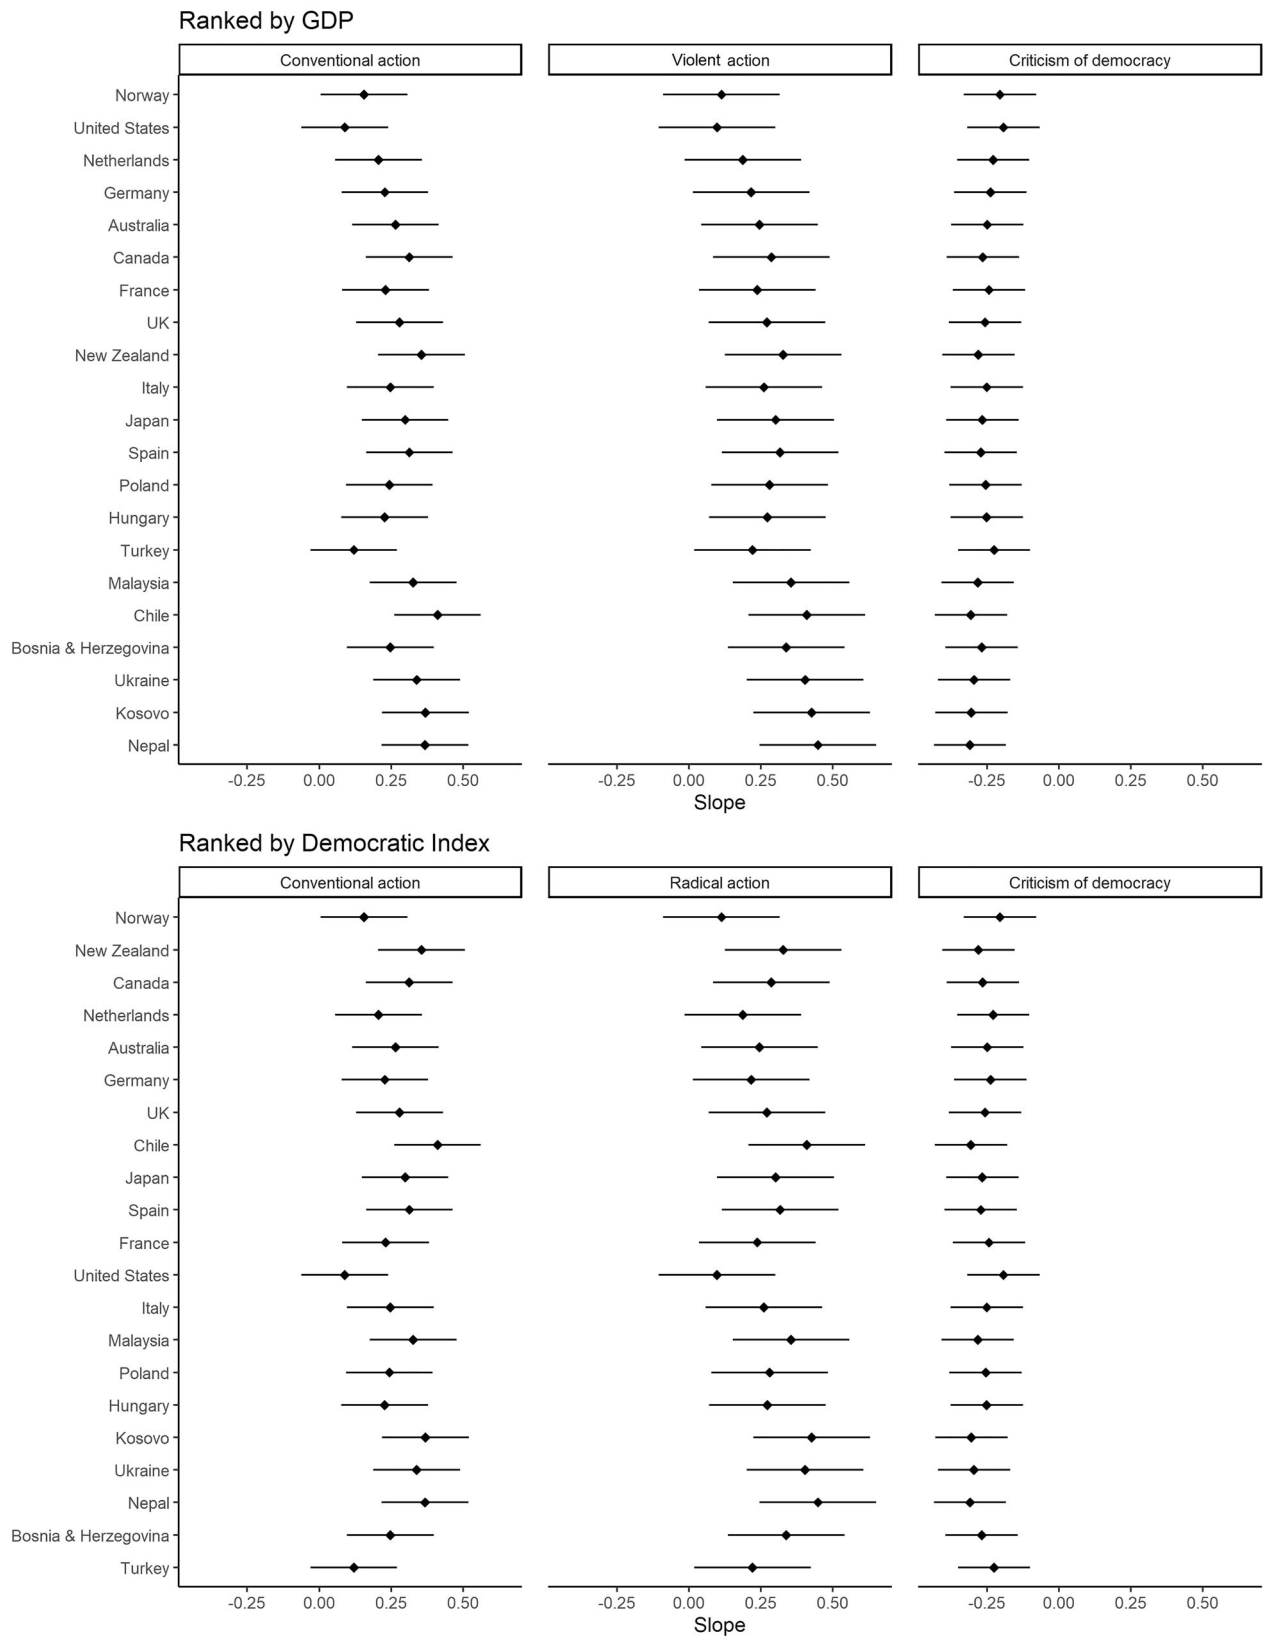 Ranked by GDP
Conventional action Violent action Criticism of democracy
Norway
United States
Netherlands
Germany
Australia
Canada
France
UK
New Zealand
Italy
Japan
Spain
Poland
Hungary
Turkey
Malaysia
Chile
Bosnia & Herzegovina
Ukraine
Kosovo
Nepal
-0.25 0.00 0.25 0.50 -0.25 0.00 0.25 0.50 -0.25 0.00 0.25 0.50
Slope
Ranked by Democratic Index
Conventional action Radical action Criticism of democracy
Norway
New Zealand
Canada
Netherlands
Australia
Germany
UK
Chile
Japan
Spain
France
United States
Italy
Malaysia
Poland
Hungary
Kosovo
Ukraine
Nepal
Bosnia & Herzegovina
Turkey
-0.25 0.00 0.25 0.50 -0.25 0.00 0.25 0.50 -0.25 0.00 0.25 0.50
Slope